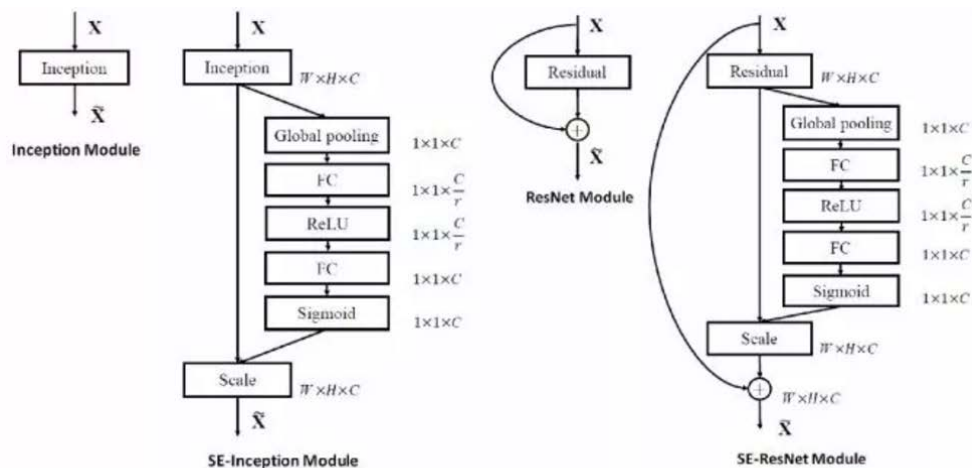 X
Inception
X̃
Inception Module
X
Inception
W×H×C
Global pooling
1×1×C
FC
1×1×C/r
ReLU
1×1×C/r
FC
1×1×C
Sigmoid
1×1×C
Scale
W×H×C
X̃
SE-Inception Module
X
Residual
+
X̃
ResNet Module
X
Residual
W×H×C
Global pooling
1×1×C
FC
1×1×C/r
ReLU
1×1×C/r
FC
1×1×C
Sigmoid
1×1×C
Scale
W×H×C
+
W×H×C
X̃
SE-ResNet Module